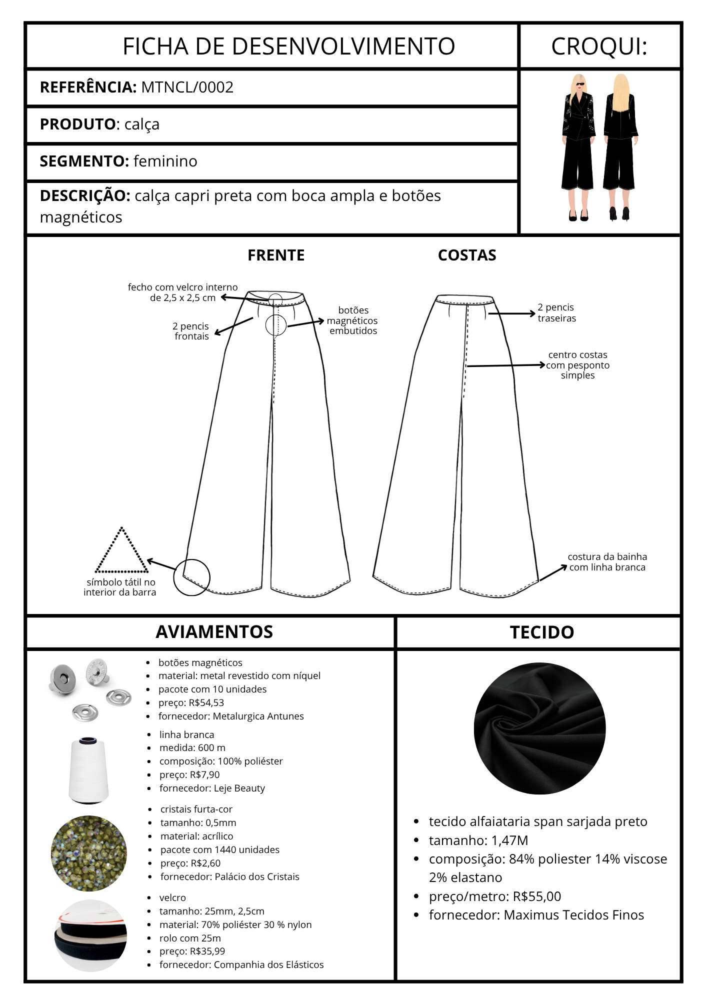 FICHA DE DESENVOLVIMENTO
CROQUI:
REFERÊNCIA: MTNCL/0002
PRODUTO: calça
SEGMENTO: feminino
DESCRIÇÃO: calça capri preta com boca ampla e botões
magnéticos
FRENTE
COSTAS
fecho com velcro interno
de 2,5 x 2,5 cm
2 pencis
frontais
botões
magnéticos
embutidos
2 pencis
traseiras
centro costas
com pesponto
simples
símbolo tátil no
interior da barra
costura da bainha
com linha branca
AVIAMENTOS
• botões magnéticos
• material: metal revestido com níquel
• pacote com 10 unidades
• preço: R$54,53
• fornecedor: Metalurgica Antunes
• linha branca
• medida: 600 m
• composição: 100% poliéster
• preço: R$7,90
• fornecedor: Leje Beauty
• cristais furta-cor
• tamanho: 0,5mm
• material: acrílico
• pacote com 1440 unidades
• preço: R$2,60
• fornecedor: Palácio dos Cristais
• velcro
• tamanho: 25mm, 2,5cm
• material: 70% poliéster 30 % nylon
• rolo com 25m
• preço: R$35,99
• fornecedor: Companhia dos Elásticos
TECIDO
• tecido alfaiataria span sarjada preto
• tamanho: 1,47M
• composição: 84% poliester 14% viscose
2% elastano
• preço/metro: R$55,00
• fornecedor: Maximus Tecidos Finos